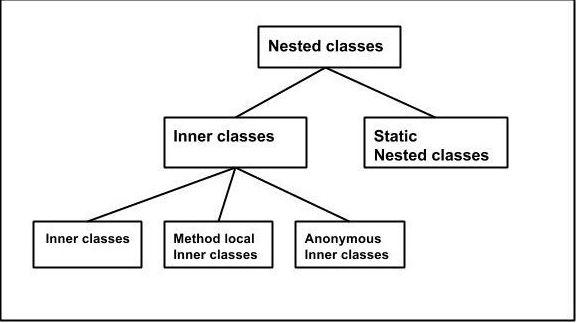 Nested classes
Inner classes
Static
Nested classes
Inner classes
Method local
Inner classes
Anonymous
Inner classes